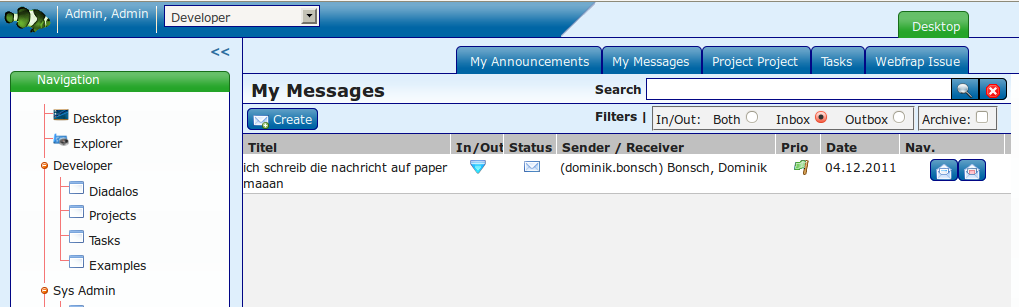 Admin, Admin
Developer
Desktop
<<
My Announcements
My Messages
Project Project
Tasks
Webfrap Issue
Navigation
Desktop
Explorer
Developer
Diadalos
Projects
Tasks
Examples
Sys Admin
My Messages
Search
Create
Filters | In/Out: Both Inbox Outbox Archive:
Titel In/Out Status Sender / Receiver Prio Date Nav.
ich schreib die nachricht auf paper (dominik.bonsch) Bonsch, Dominik 04.12.2011
maaan